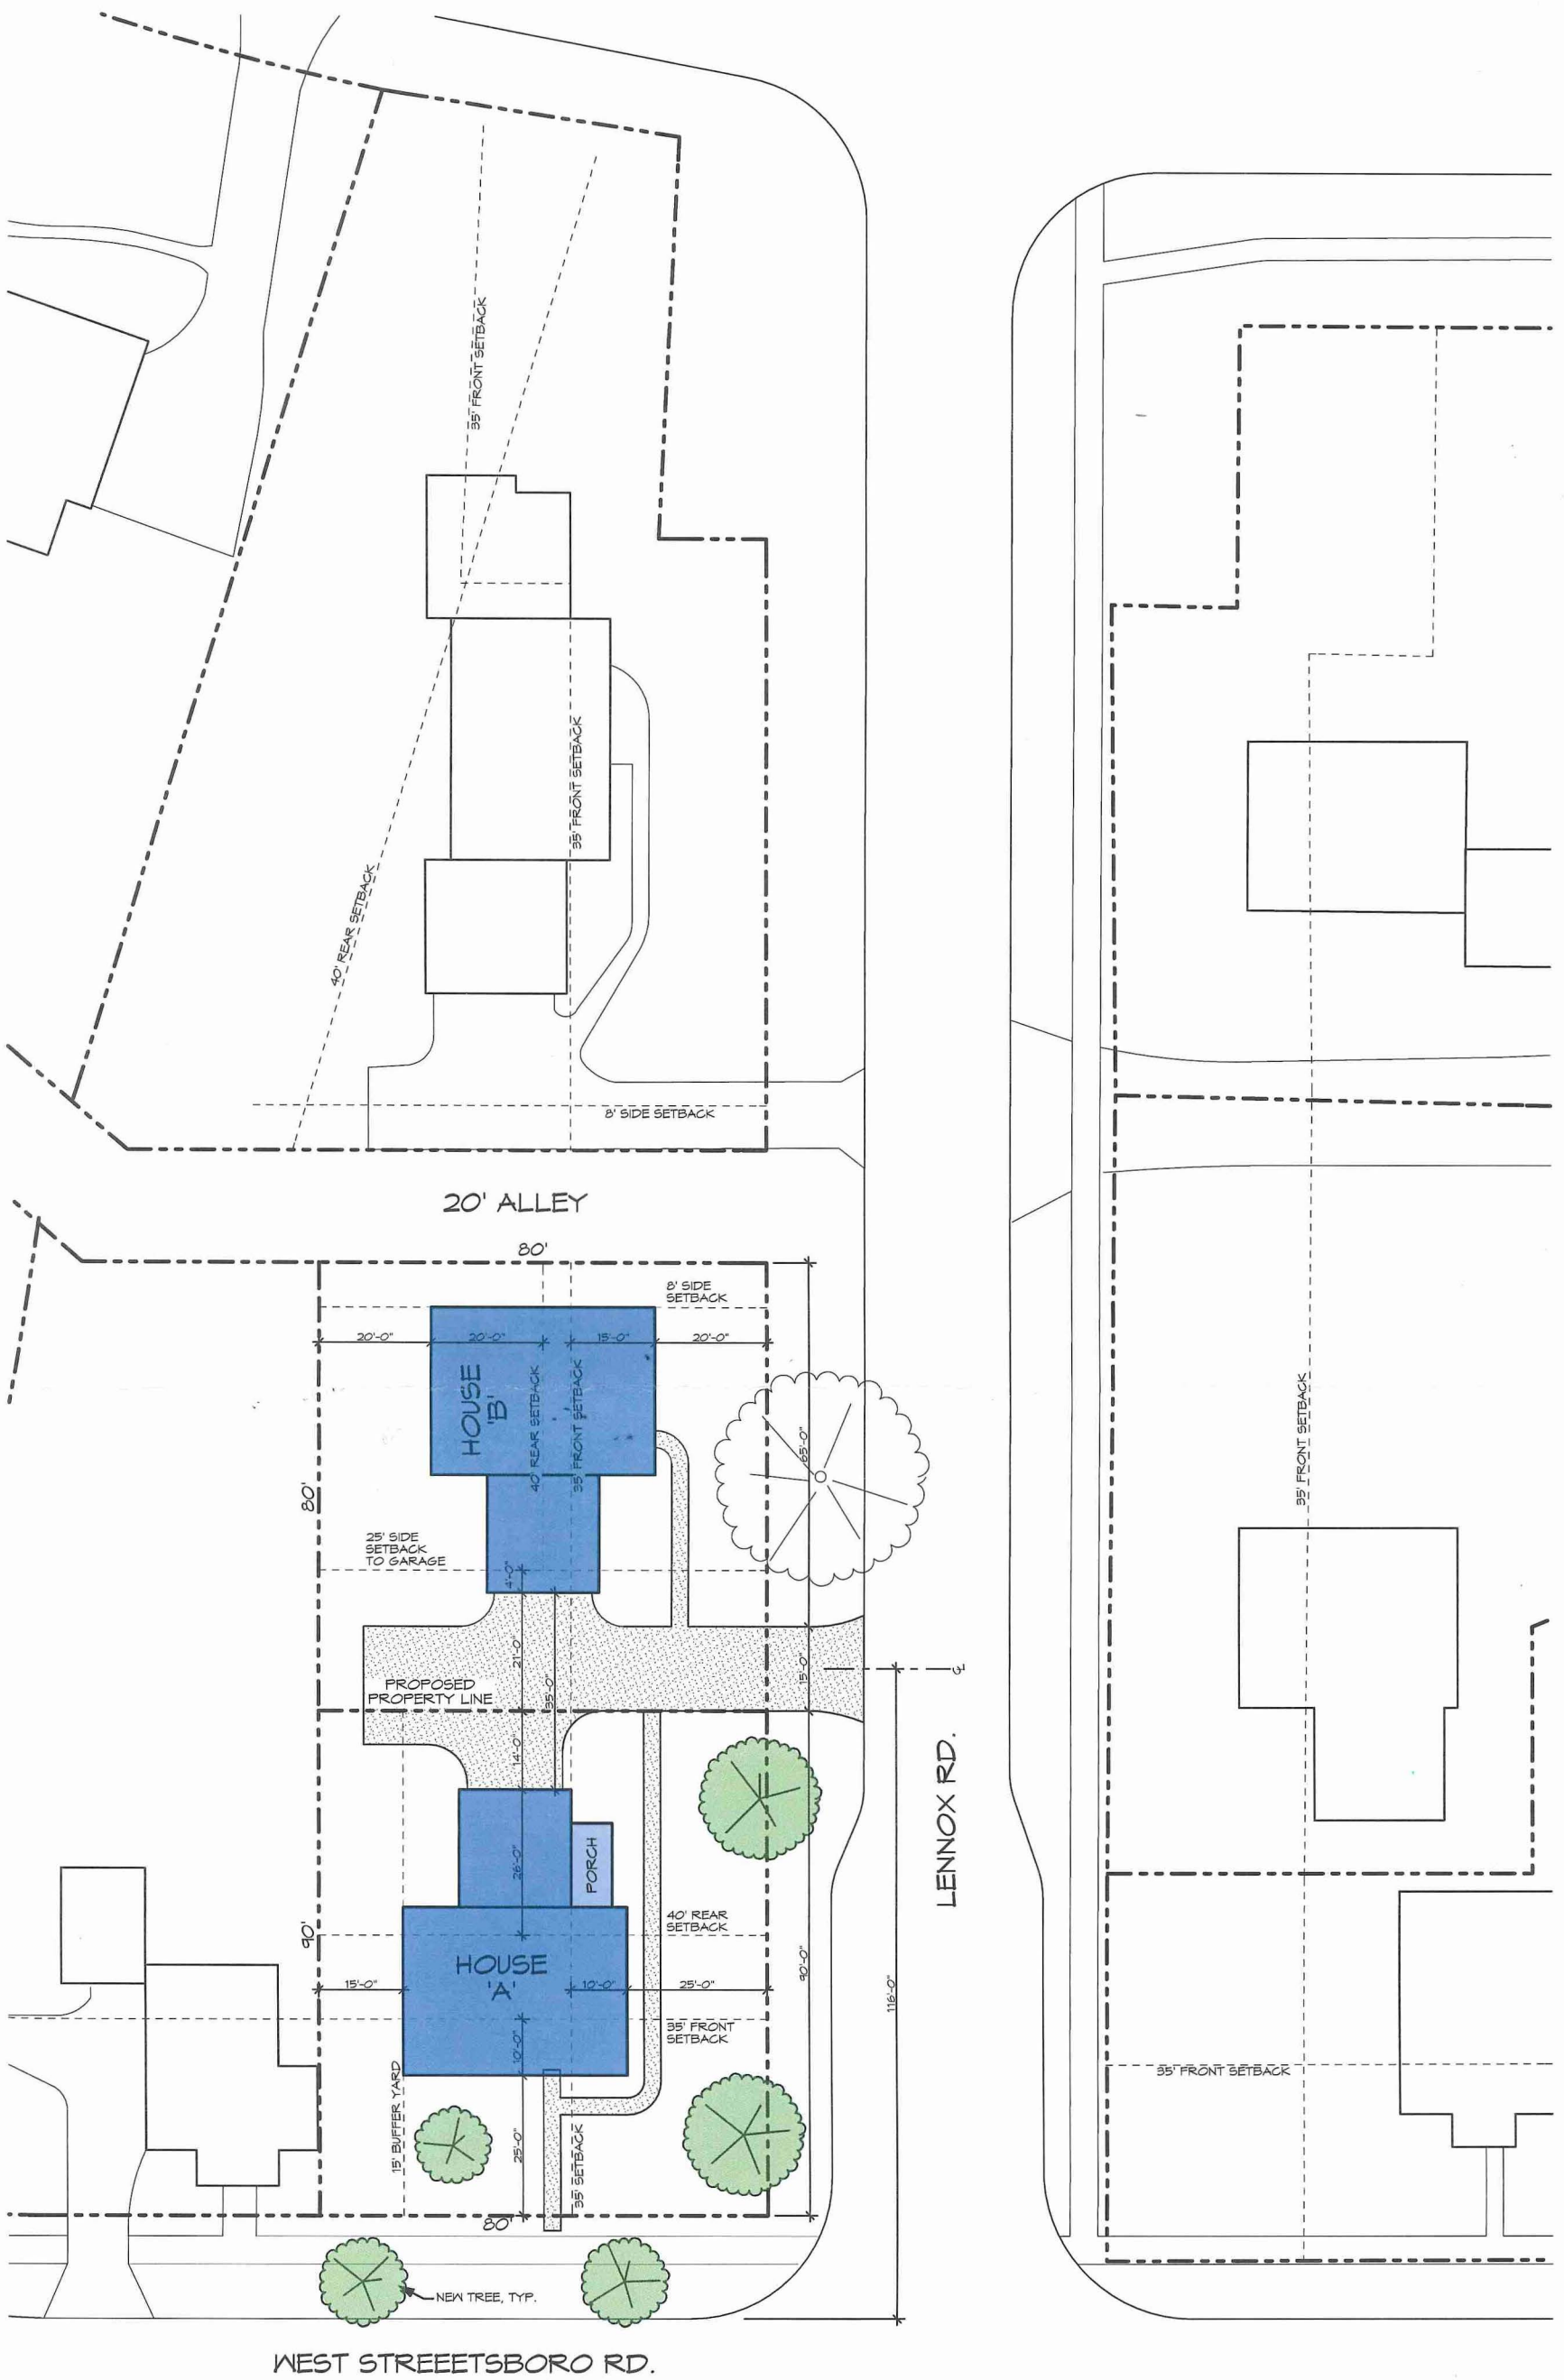 35' FRONT SETBACK
35' FRONT SETBACK
40' REAR SETBACK
8' SIDE SETBACK
20' ALLEY
80'
8' SIDE
SETBACK
20'-0"
20'-0"
15'-0"
20'-0"
HOUSE
'B'
40' REAR SETBACK
35' FRONT SETBACK
65'-0"
35' FRONT SETBACK
80'
25' SIDE
SETBACK
TO GARAGE
4'-0"
21'-0"
35'-0"
15'-0"
PROPOSED
PROPERTY LINE
14'-0"
LENNOX RD.
26'-0"
PORCH
90'
40' REAR
SETBACK
HOUSE
'A'
15'-0"
10'-0"
25'-0"
90'-0"
116'-0"
35' FRONT
SETBACK
10'-0"
35' FRONT SETBACK
15' BUFFER YARD
25'-0"
35' SETBACK
80'
NEW TREE, TYP.
WEST STREEETSBORO RD.